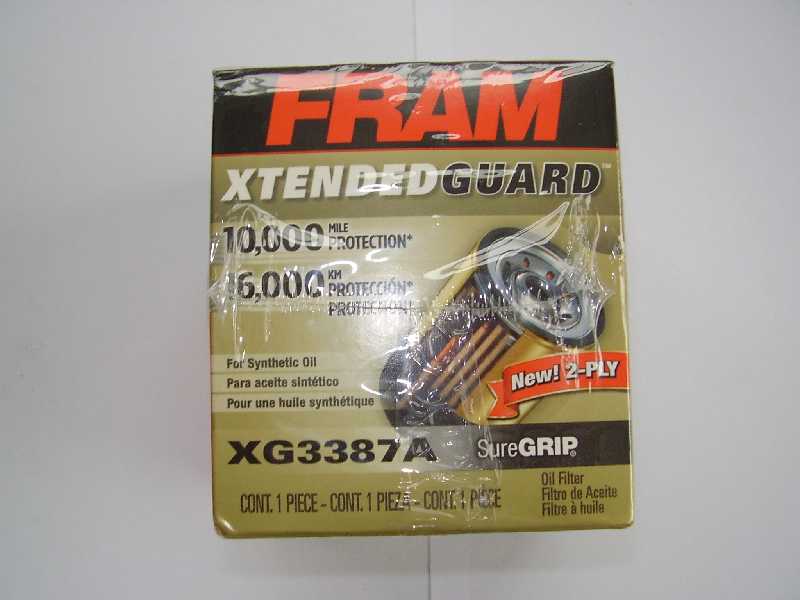 FRAM
XTENDEDGUARD™
10,000 MILE PROTECTION*
16,000 KM PROTECCIÓN*
PROTECTION*
For Synthetic Oil
Para aceite sintético
Pour une huile synthétique
New! 2-PLY
XG3387A
SureGRIP®
CONT. 1 PIECE - CONT. 1 PIEZA - CONT. 1 PIÈCE
Oil Filter
Filtro de Aceite
Filtre à huile